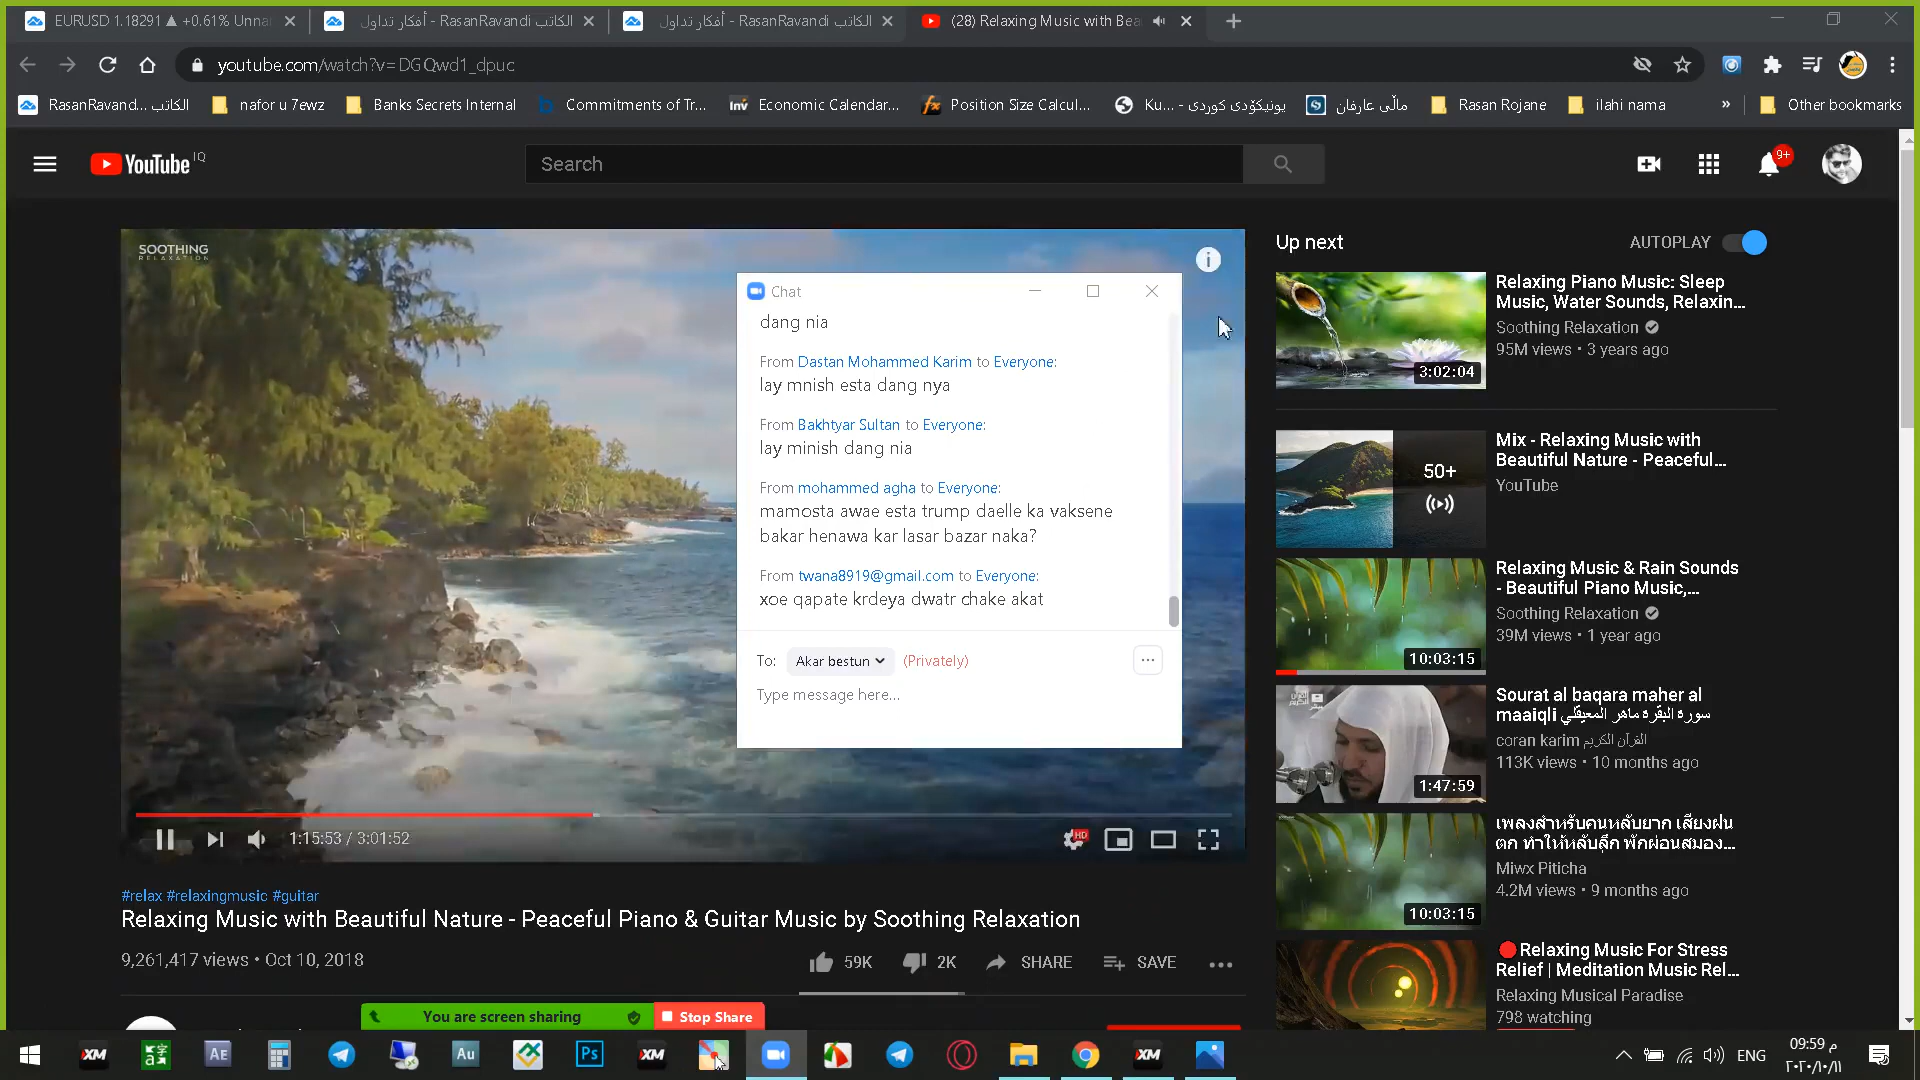 EURUSD 1.18291 ▲ +0.61% Unna
أفكار تداول - RasanRavandi الكاتب
أفكار تداول - RasanRavandi الكاتب
(28) Relaxing Music with Bea
youtube.com/watch?v=DGQwd1_dpuc
RasanRavand... الكاتب
nafor u 7ewz
Banks Secrets Internal
Commitments of Tr...
Economic Calendar...
Position Size Calcul...
Ku... - یونیکۆدی کوردی
ماڵی عارفان
Rasan Rojane
ilahi nama
»
Other bookmarks
YouTube IQ
Search
9+
SOOTHING
RELAXATION
Chat
dang nia
From Dastan Mohammed Karim to Everyone:
lay mnish esta dang nya
From Bakhtyar Sultan to Everyone:
lay minish dang nia
From mohammed agha to Everyone:
mamosta awae esta trump daelle ka vaksene
bakar henawa kar lasar bazar naka?
From twana8919@gmail.com to Everyone:
xoe qapate krdeya dwatr chake akat
To: Akar bestun (Privately)
Type message here...
1:15:53 / 3:01:52
HD
#relax #relaxingmusic #guitar
Relaxing Music with Beautiful Nature - Peaceful Piano & Guitar Music by Soothing Relaxation
9,261,417 views • Oct 10, 2018
59K
2K
SHARE
SAVE
Up next
AUTOPLAY
Relaxing Piano Music: Sleep
Music, Water Sounds, Relaxin...
Soothing Relaxation
95M views • 3 years ago
3:02:04
Mix - Relaxing Music with
Beautiful Nature - Peaceful...
YouTube
50+
Relaxing Music & Rain Sounds
- Beautiful Piano Music,...
Soothing Relaxation
39M views • 1 year ago
10:03:15
Sourat al baqara maher al
maaiqli سورة البقرة ماهر المعيقلي
coran karim القرآن الكريم
113K views • 10 months ago
1:47:59
เพลงสำหรับคนหลับยาก เสียงฝน
ตก ทำให้หลับลึก พักผ่อนสมอง...
Miwx Piticha
4.2M views • 9 months ago
10:03:15
Relaxing Music For Stress
Relief | Meditation Music Rel...
Relaxing Musical Paradise
798 watching
You are screen sharing
Stop Share
XM
Ae
Au
Ps
XM
XM
ENG
09:59 م
٢٠٢٠/١٠/١١